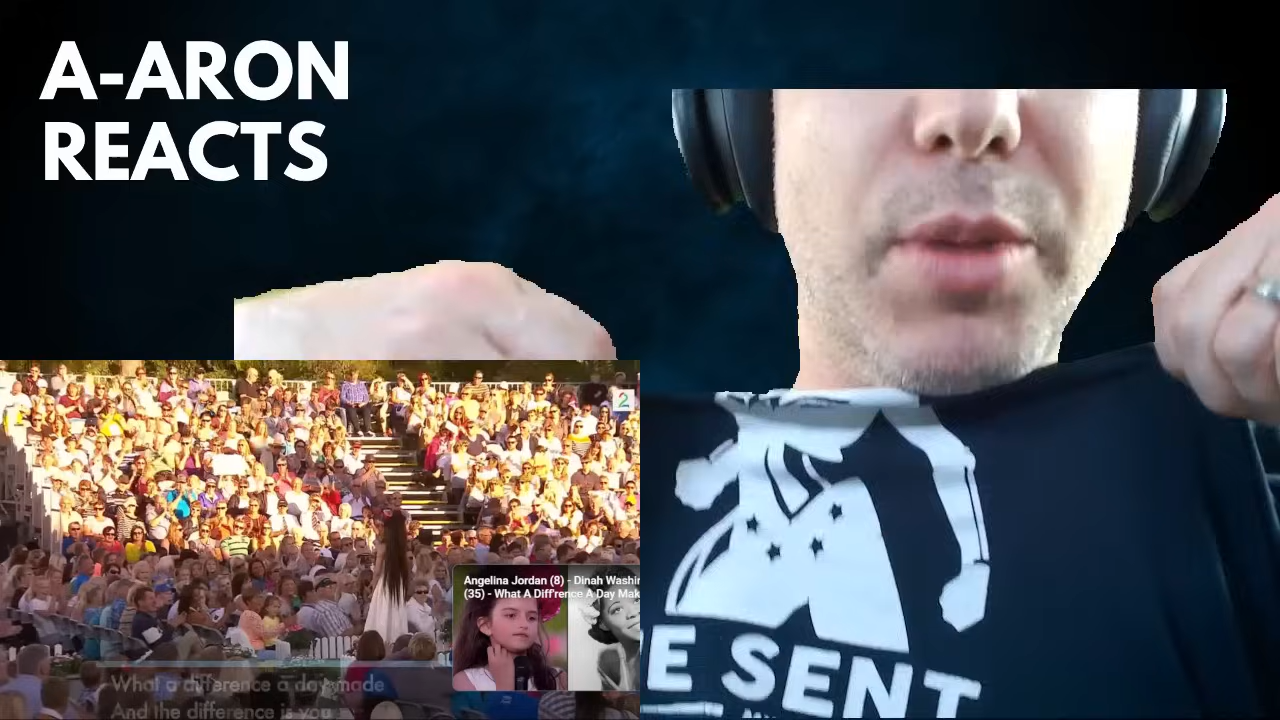 A-ARON
REACTS
2
Angelina Jordan (8) - Dinah Washin
(35) - What A Diff'rence A Day Mak
What a difference a day made
And the difference is you
E SENT